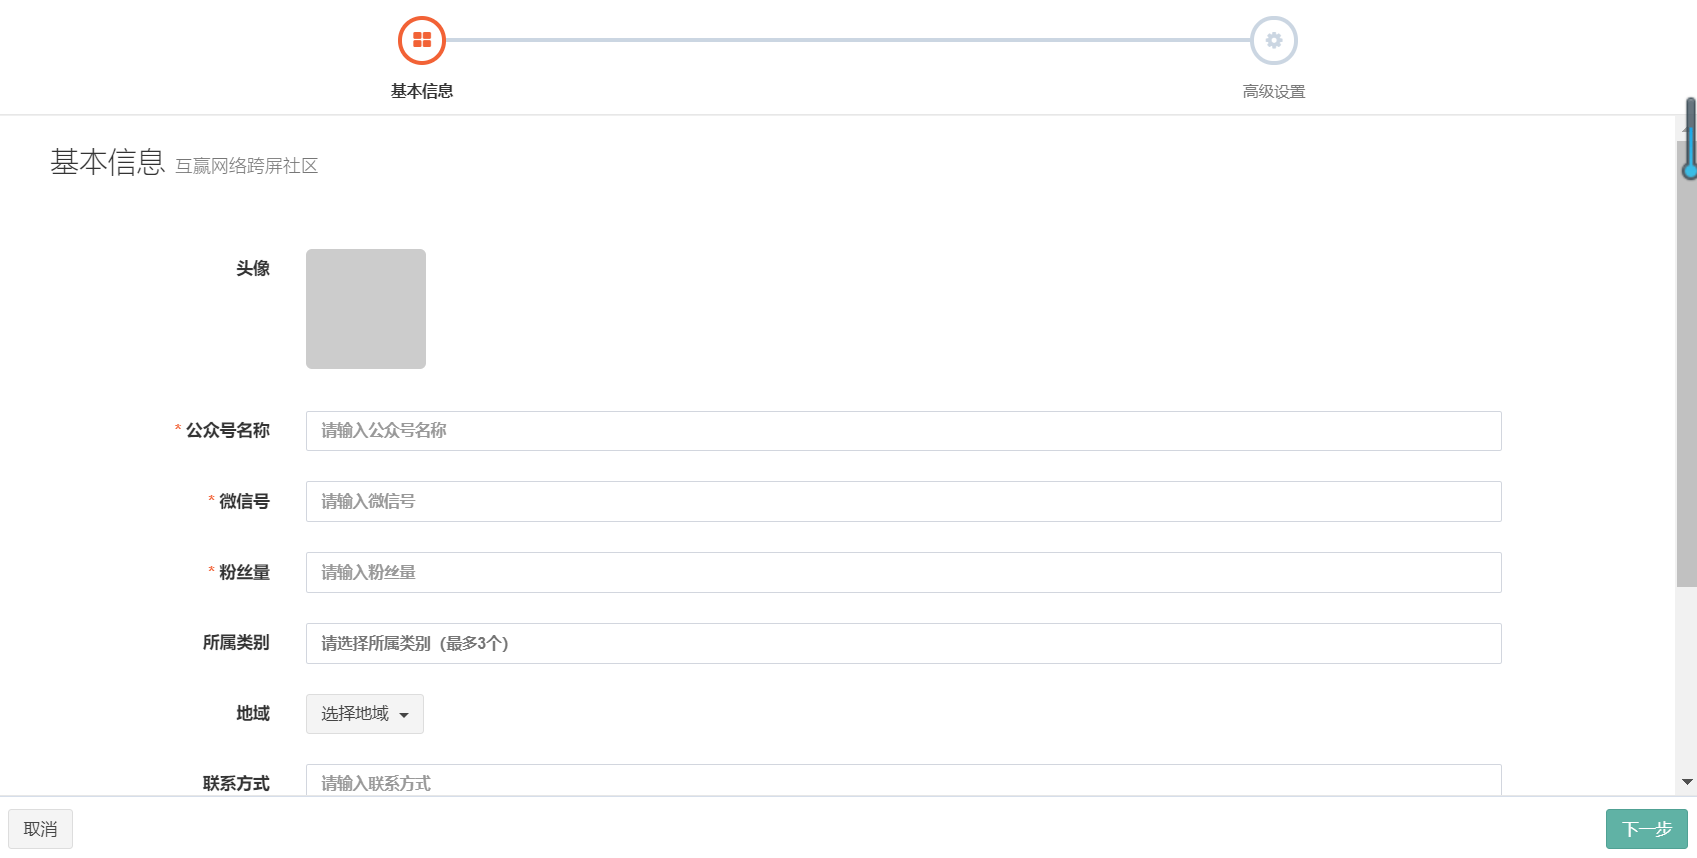 基本信息
高级设置
基本信息 互赢网络跨屏社区
头像
* 公众号名称
请输入公众号名称
* 微信号
请输入微信号
* 粉丝量
请输入粉丝量
所属类别
请选择所属类别（最多3个）
地域
选择地域
联系方式
请输入联系方式
取消
下一步